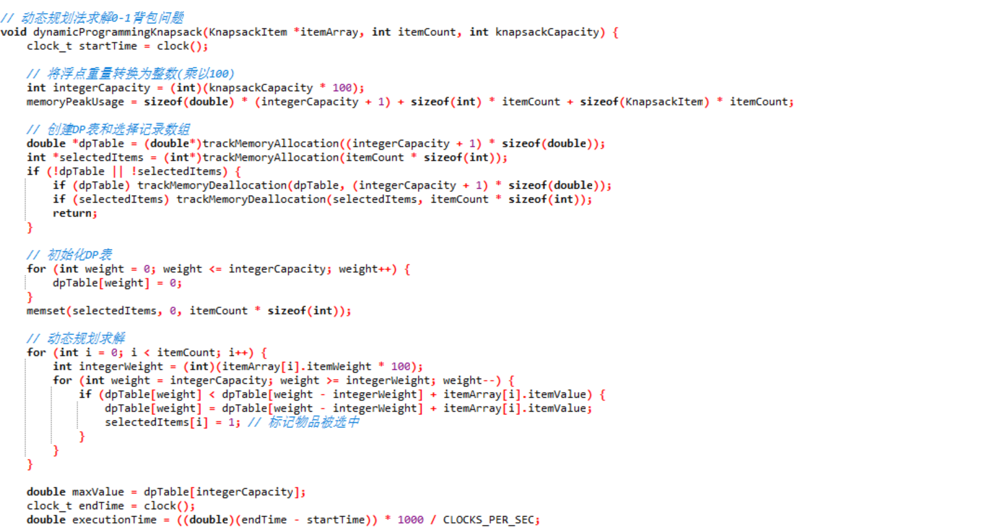 // 动态规划法求解0-1背包问题
void dynamicProgrammingKnapsack(KnapsackItem *itemArray, int itemCount, int knapsackCapacity) {
    clock_t startTime = clock();

    // 将浮点重量转换为整数(乘以100)
    int integerCapacity = (int)(knapsackCapacity * 100);
    memoryPeakUsage = sizeof(double) * (integerCapacity + 1) + sizeof(int) * itemCount + sizeof(KnapsackItem) * itemCount;

    // 创建DP表和选择记录数组
    double *dpTable = (double*)trackMemoryAllocation((integerCapacity + 1) * sizeof(double));
    int *selectedItems = (int*)trackMemoryAllocation(itemCount * sizeof(int));
    if (!dpTable || !selectedItems) {
        if (dpTable) trackMemoryDeallocation(dpTable, (integerCapacity + 1) * sizeof(double));
        if (selectedItems) trackMemoryDeallocation(selectedItems, itemCount * sizeof(int));
        return;
    }

    // 初始化DP表
    for (int weight = 0; weight <= integerCapacity; weight++) {
        dpTable[weight] = 0;
    }
    memset(selectedItems, 0, itemCount * sizeof(int));

    // 动态规划求解
    for (int i = 0; i < itemCount; i++) {
        int integerWeight = (int)(itemArray[i].itemWeight * 100);
        for (int weight = integerCapacity; weight >= integerWeight; weight--) {
            if (dpTable[weight] < dpTable[weight - integerWeight] + itemArray[i].itemValue) {
                dpTable[weight] = dpTable[weight - integerWeight] + itemArray[i].itemValue;
                selectedItems[i] = 1; // 标记物品被选中
            }
        }
    }

    double maxValue = dpTable[integerCapacity];
    clock_t endTime = clock();
    double executionTime = ((double)(endTime - startTime)) * 1000 / CLOCKS_PER_SEC;